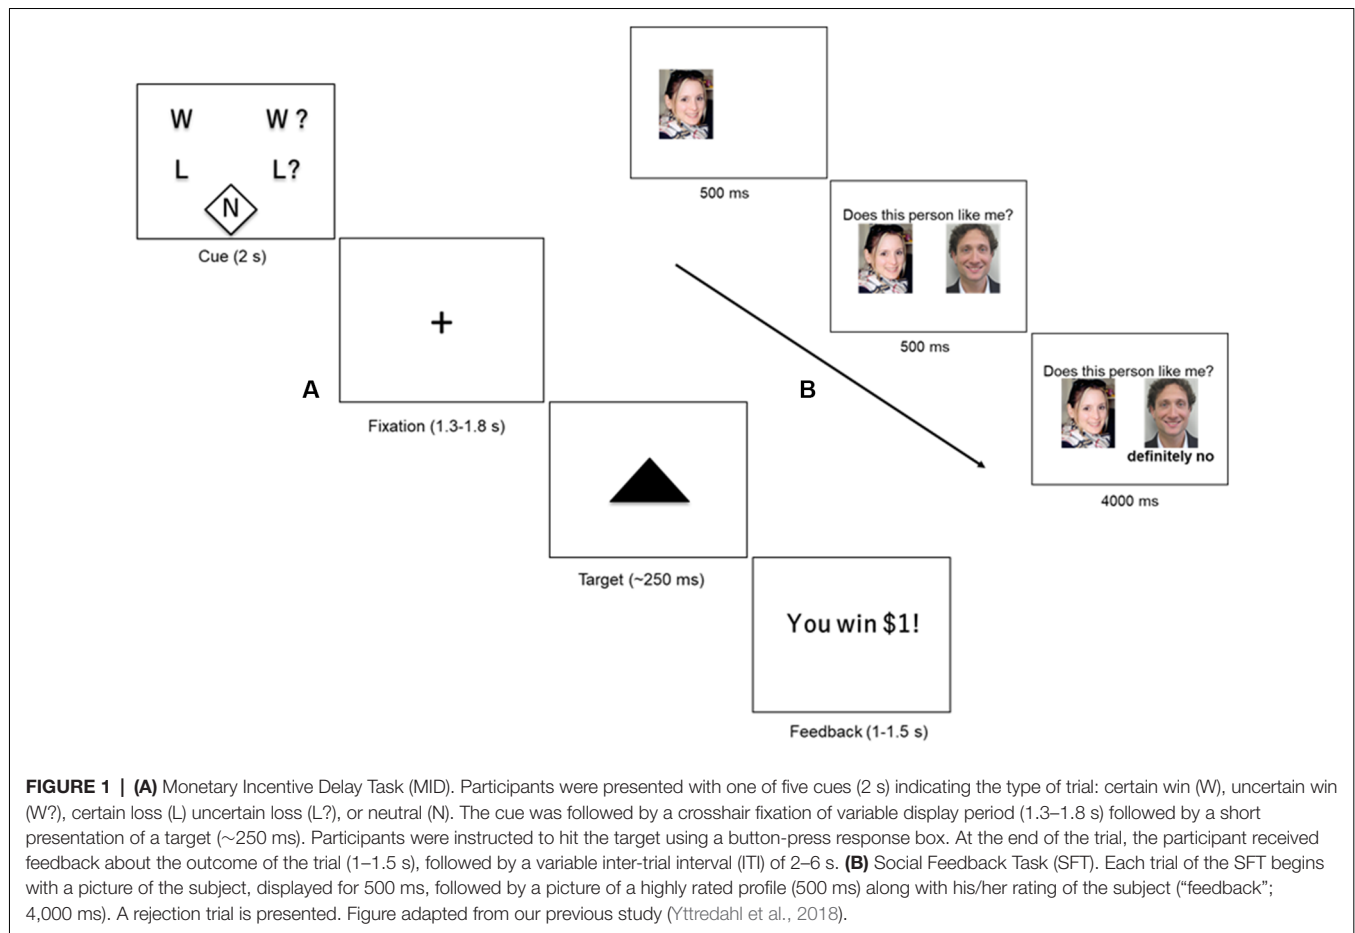 W
W ?
L
L?
N
Cue (2 s)
+
A
Fixation (1.3-1.8 s)
Target (~250 ms)
You win $1!
Feedback (1-1.5 s)
500 ms
Does this person like me?
500 ms
B
Does this person like me?
definitely no
4000 ms
FIGURE 1 | (A) Monetary Incentive Delay Task (MID). Participants were presented with one of five cues (2 s) indicating the type of trial: certain win (W), uncertain win
(W?), certain loss (L) uncertain loss (L?), or neutral (N). The cue was followed by a crosshair fixation of variable display period (1.3–1.8 s) followed by a short
presentation of a target (∼250 ms). Participants were instructed to hit the target using a button-press response box. At the end of the trial, the participant received
feedback about the outcome of the trial (1–1.5 s), followed by a variable inter-trial interval (ITI) of 2–6 s. (B) Social Feedback Task (SFT). Each trial of the SFT begins
with a picture of the subject, displayed for 500 ms, followed by a picture of a highly rated profile (500 ms) along with his/her rating of the subject (“feedback”;
4,000 ms). A rejection trial is presented. Figure adapted from our previous study (Yttredahl et al., 2018).